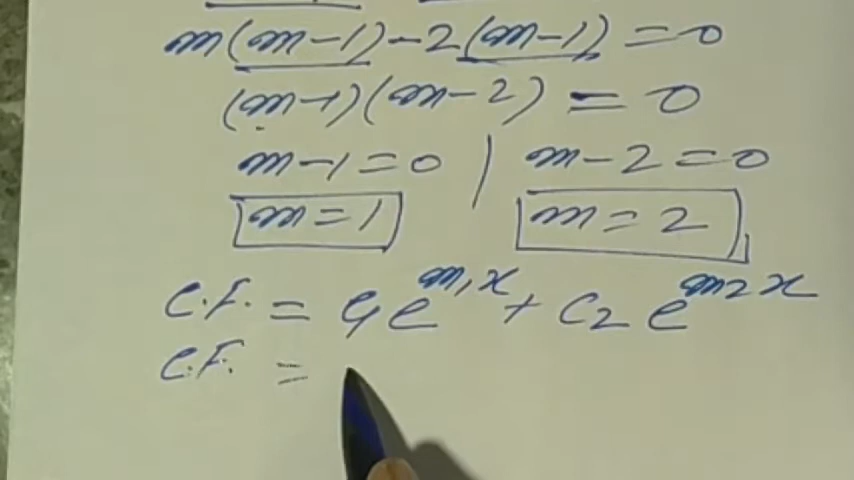 m(m-1)-2(m-1)=0
(m-1)(m-2)=0
m-1=0 | m-2=0
m=1 m=2
C.F. = C₁e^{m₁x} + C₂e^{m₂x}
C.F. =